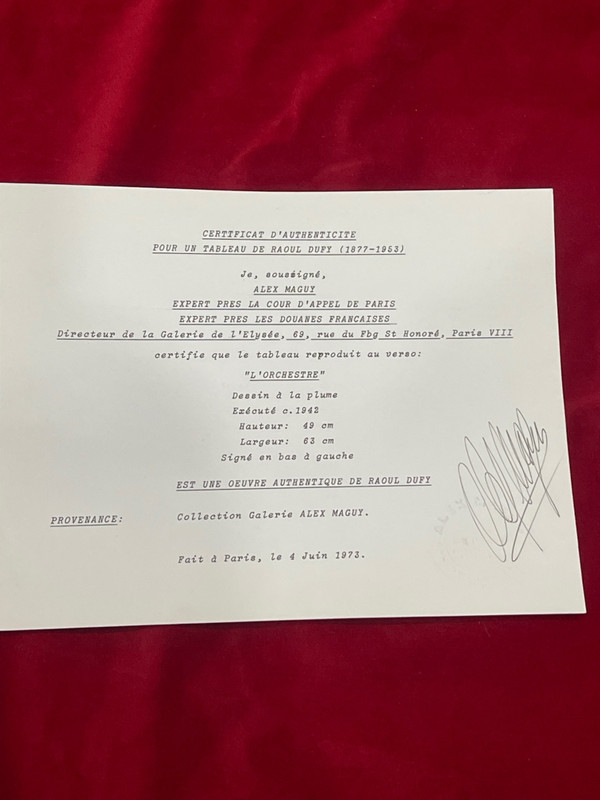 CERTIFICAT D'AUTHENTICITE
POUR UN TABLEAU DE RAOUL DUFY (1877-1953)
Je, soussigné,
ALEX MAGUY
EXPERT PRES LA COUR D'APPEL DE PARIS
EXPERT PRES LES DOUANES FRANCAISES
Directeur de la Galerie de l'Elysée, 69, rue du Fbg St Honoré, Paris VIII
certifie que le tableau reproduit au verso:
"L'ORCHESTRE"
Dessin à la plume
Exécuté c.1942
Hauteur: 49 cm
Largeur: 63 cm
Signé en bas à gauche
EST UNE OEUVRE AUTHENTIQUE DE RAOUL DUFY
PROVENANCE: Collection Galerie ALEX MAGUY.
Fait à Paris, le 4 Juin 1973.